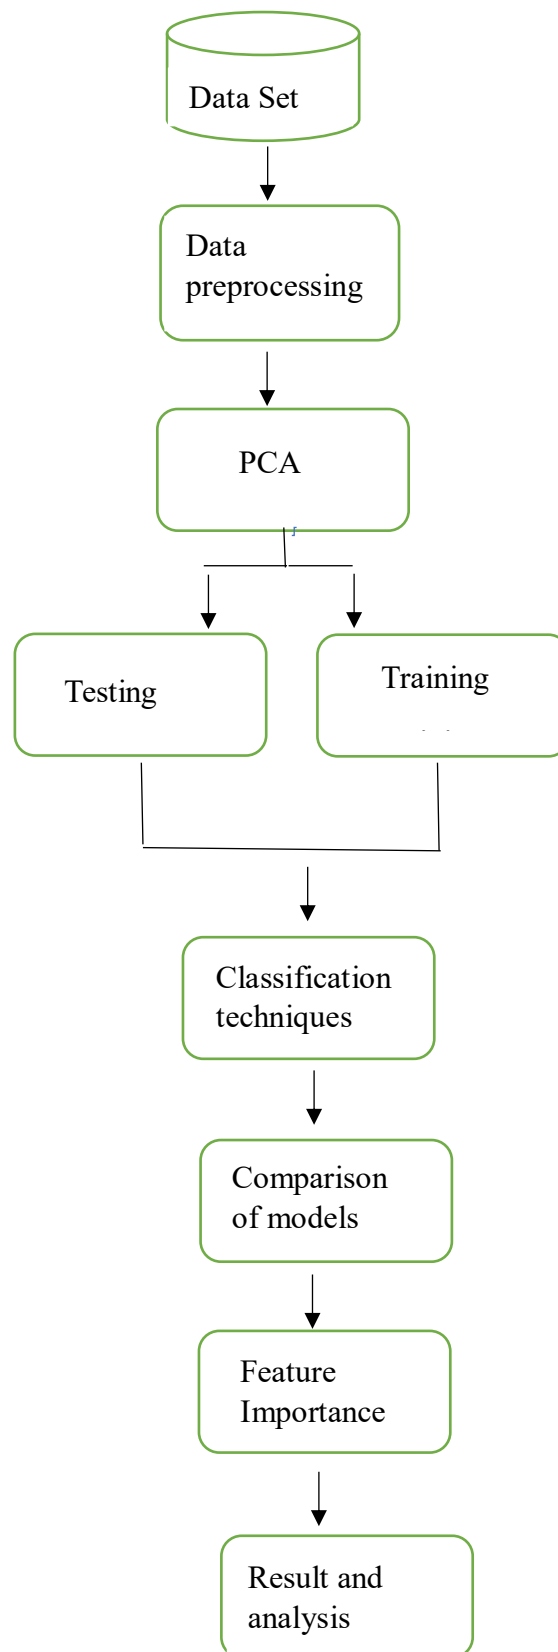 Data Set
Data
preprocessing
PCA
Testing
Training
Classification
techniques
Comparison
of models
Feature
Importance
Result and
analysis